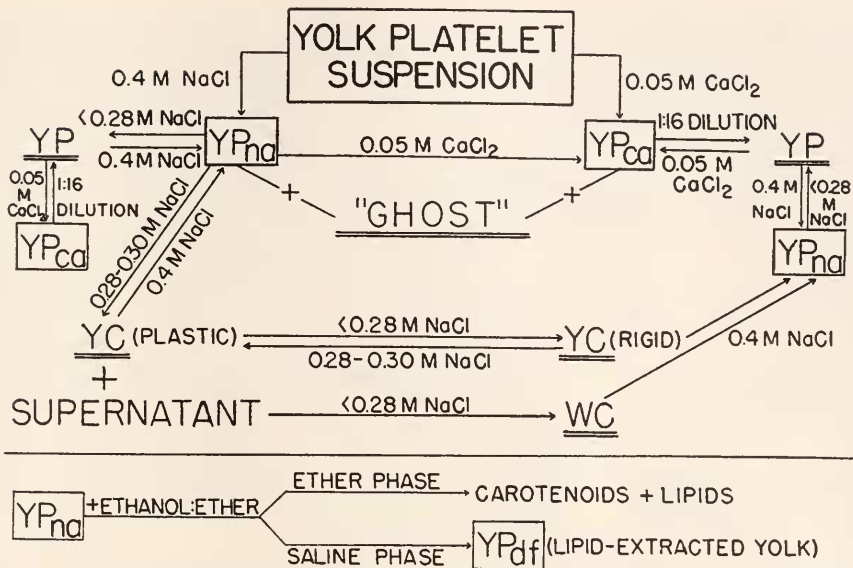 YOLK PLATELET
SUSPENSION
0.4 M NaCl
0.05 M CaCl2
YP
<0.28 M NaCl
0.4 M NaCl
YPna
0.05 M CaCl2
YPca
1:16 DILUTION
0.05 M
CaCl2
YP
0.05
M
CaCl2
1:16
DILUTION
YPca
+
"GHOST"
+
0.4 M
NaCl
<0.28
M
NaCl
YPna
0.28-0.30 M NaCl
0.4 M NaCl
YC (PLASTIC)
<0.28 M NaCl
0.28-0.30 M NaCl
YC (RIGID)
0.4 M NaCl
+
SUPERNATANT
<0.28 M NaCl
WC
YPna
+ETHANOL:ETHER
ETHER PHASE
CAROTENOIDS + LIPIDS
SALINE PHASE
YPdf (LIPID-EXTRACTED YOLK)